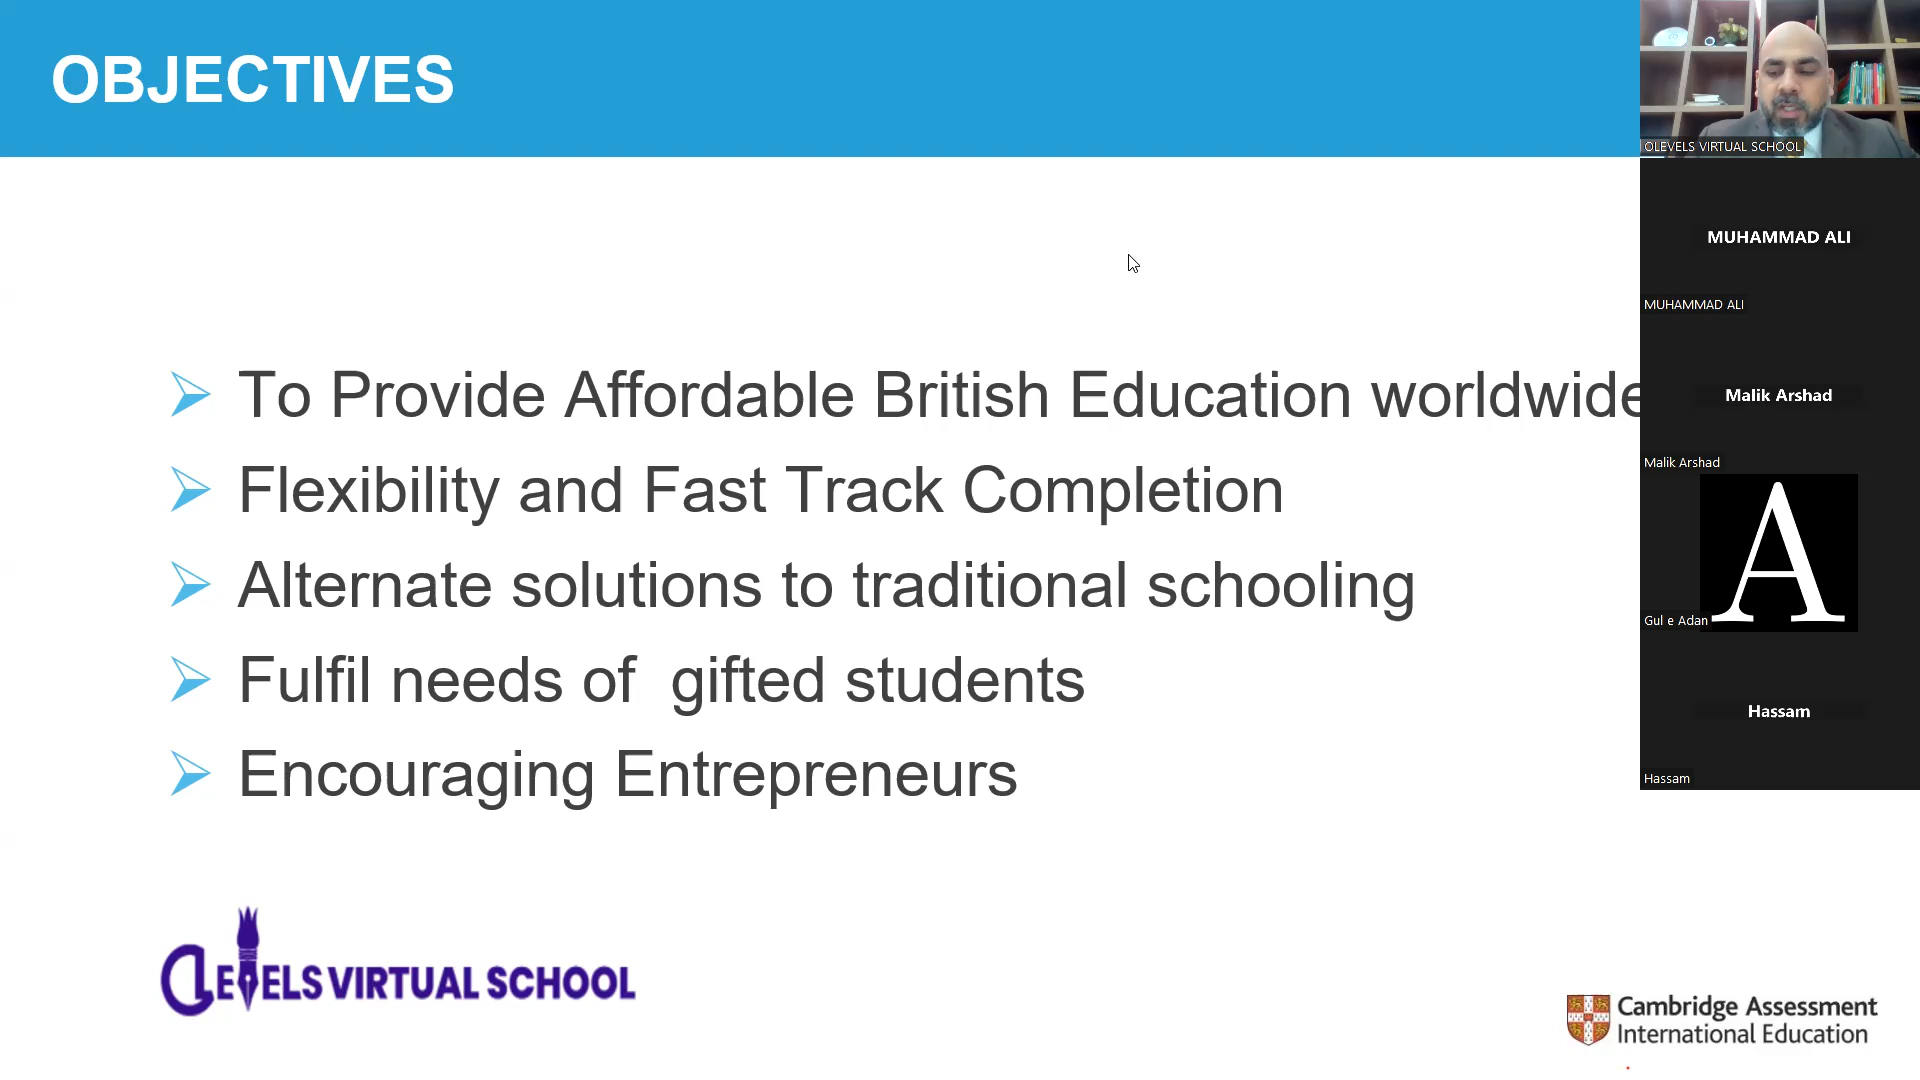 OBJECTIVES
To Provide Affordable British Education worldwide
Flexibility and Fast Track Completion
Alternate solutions to traditional schooling
Fulfil needs of  gifted students
Encouraging Entrepreneurs
OLEVELS VIRTUAL SCHOOL
Cambridge Assessment
International Education
OLEVELS VIRTUAL SCHOOL
MUHAMMAD ALI
MUHAMMAD ALI
Malik Arshad
Malik Arshad
A
Gul e Adan
Hassam
Hassam